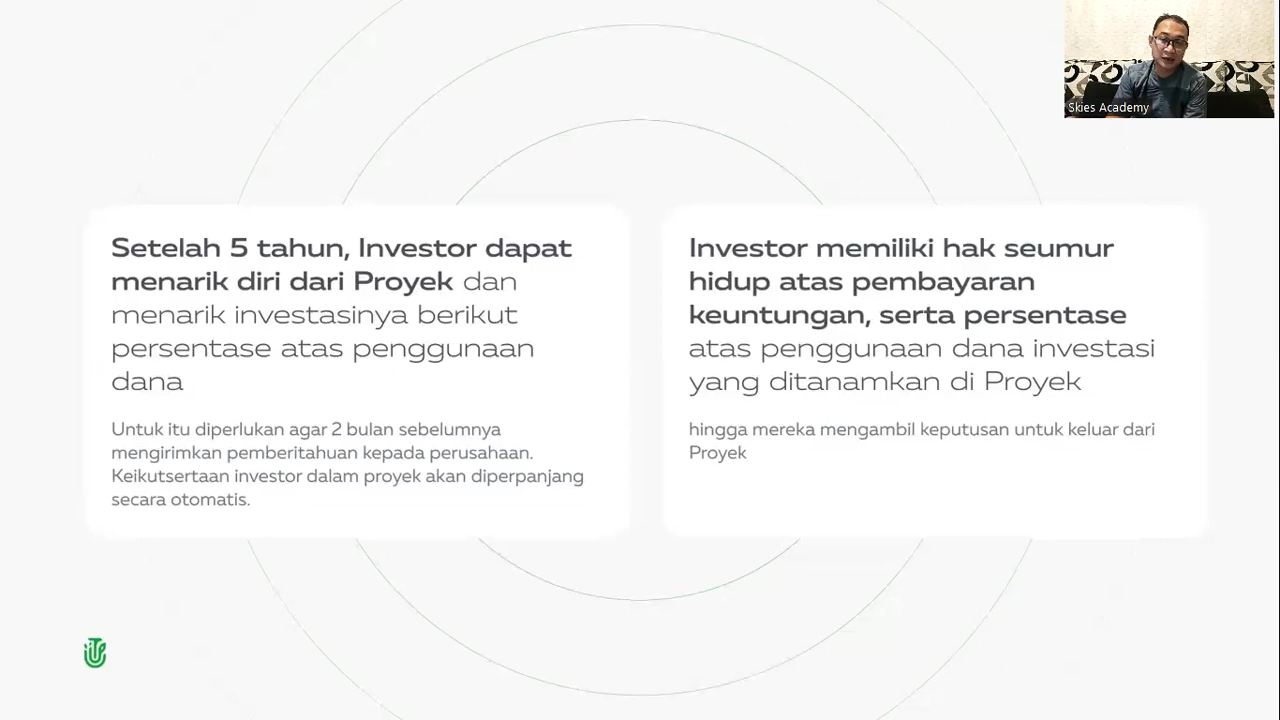 Skies Academy
Setelah 5 tahun, Investor dapat
menarik diri dari Proyek dan
menarik investasinya berikut
persentase atas penggunaan
dana
Untuk itu diperlukan agar 2 bulan sebelumnya
mengirimkan pemberitahuan kepada perusahaan.
Keikutsertaan investor dalam proyek akan diperpanjang
secara otomatis.
Investor memiliki hak seumur
hidup atas pembayaran
keuntungan, serta persentase
atas penggunaan dana investasi
yang ditanamkan di Proyek
hingga mereka mengambil keputusan untuk keluar dari
Proyek